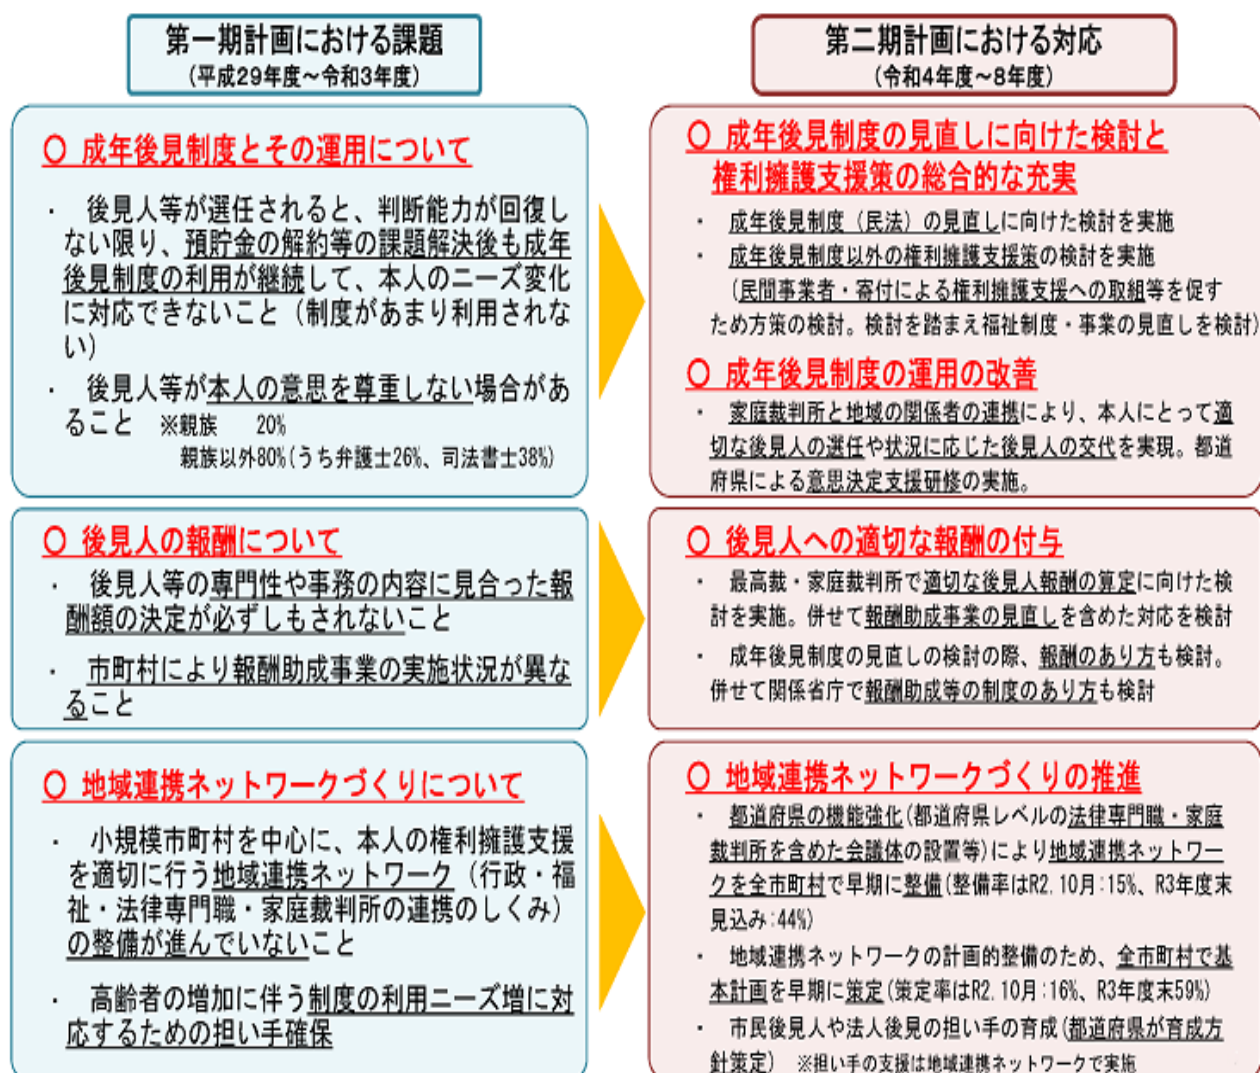 第一期計画における課題
(平成29年度～令和3年度)
〇 成年後見制度とその運用について
・ 後見人等が選任されると、判断能力が回復し
ない限り、預貯金の解約等の課題解決後も成年
後見制度の利用が継続して、本人のニーズ変化
に対応できないこと（制度があまり利用されな
い）
・ 後見人等が本人の意思を尊重しない場合があ
ること ※親族 20%
親族以外80%(うち弁護士26%、司法書士38%)
〇 後見人の報酬について
・ 後見人等の専門性や事務の内容に見合った報
酬額の決定が必ずしもされないこと
・ 市町村により報酬助成事業の実施状況が異な
ること
〇 地域連携ネットワークづくりについて
・ 小規模市町村を中心に、本人の権利擁護支援
を適切に行う地域連携ネットワーク（行政・福
祉・法律専門職・家庭裁判所の連携のしくみ）
の整備が進んでいないこと
・ 高齢者の増加に伴う制度の利用ニーズ増に対
応するための担い手確保
第二期計画における対応
(令和4年度～8年度)
〇 成年後見制度の見直しに向けた検討と
権利擁護支援策の総合的な充実
・ 成年後見制度（民法）の見直しに向けた検討を実施
・ 成年後見制度以外の権利擁護支援策の検討を実施
(民間事業者・寄付による権利擁護支援への取組等を促す
ため方策の検討。検討を踏まえ福祉制度・事業の見直しを検討)
〇 成年後見制度の運用の改善
・ 家庭裁判所と地域の関係者の連携により、本人にとって適
切な後見人の選任や状況に応じた後見人の交代を実現。都道
府県による意思決定支援研修の実施。
〇 後見人への適切な報酬の付与
・ 最高裁・家庭裁判所で適切な後見人報酬の算定に向けた検
討を実施。併せて報酬助成事業の見直しを含めた対応を検討
・ 成年後見制度の見直しの検討の際、報酬のあり方も検討。
併せて関係省庁で報酬助成等の制度のあり方も検討
〇 地域連携ネットワークづくりの推進
・ 都道府県の機能強化(都道府県レベルの法律専門職・家庭
裁判所を含めた会議体の設置等)により地域連携ネットワー
クを全市町村で早期に整備(整備率はR2.10月:15%、R3年度末
見込み:44%)
・ 地域連携ネットワークの計画的整備のため、全市町村で基
本計画を早期に策定(策定率はR2.10月:16%、R3年度末59%)
・ 市民後見人や法人後見の担い手の育成(都道府県が育成方
針策定) ※担い手の支援は地域連携ネットワークで実施